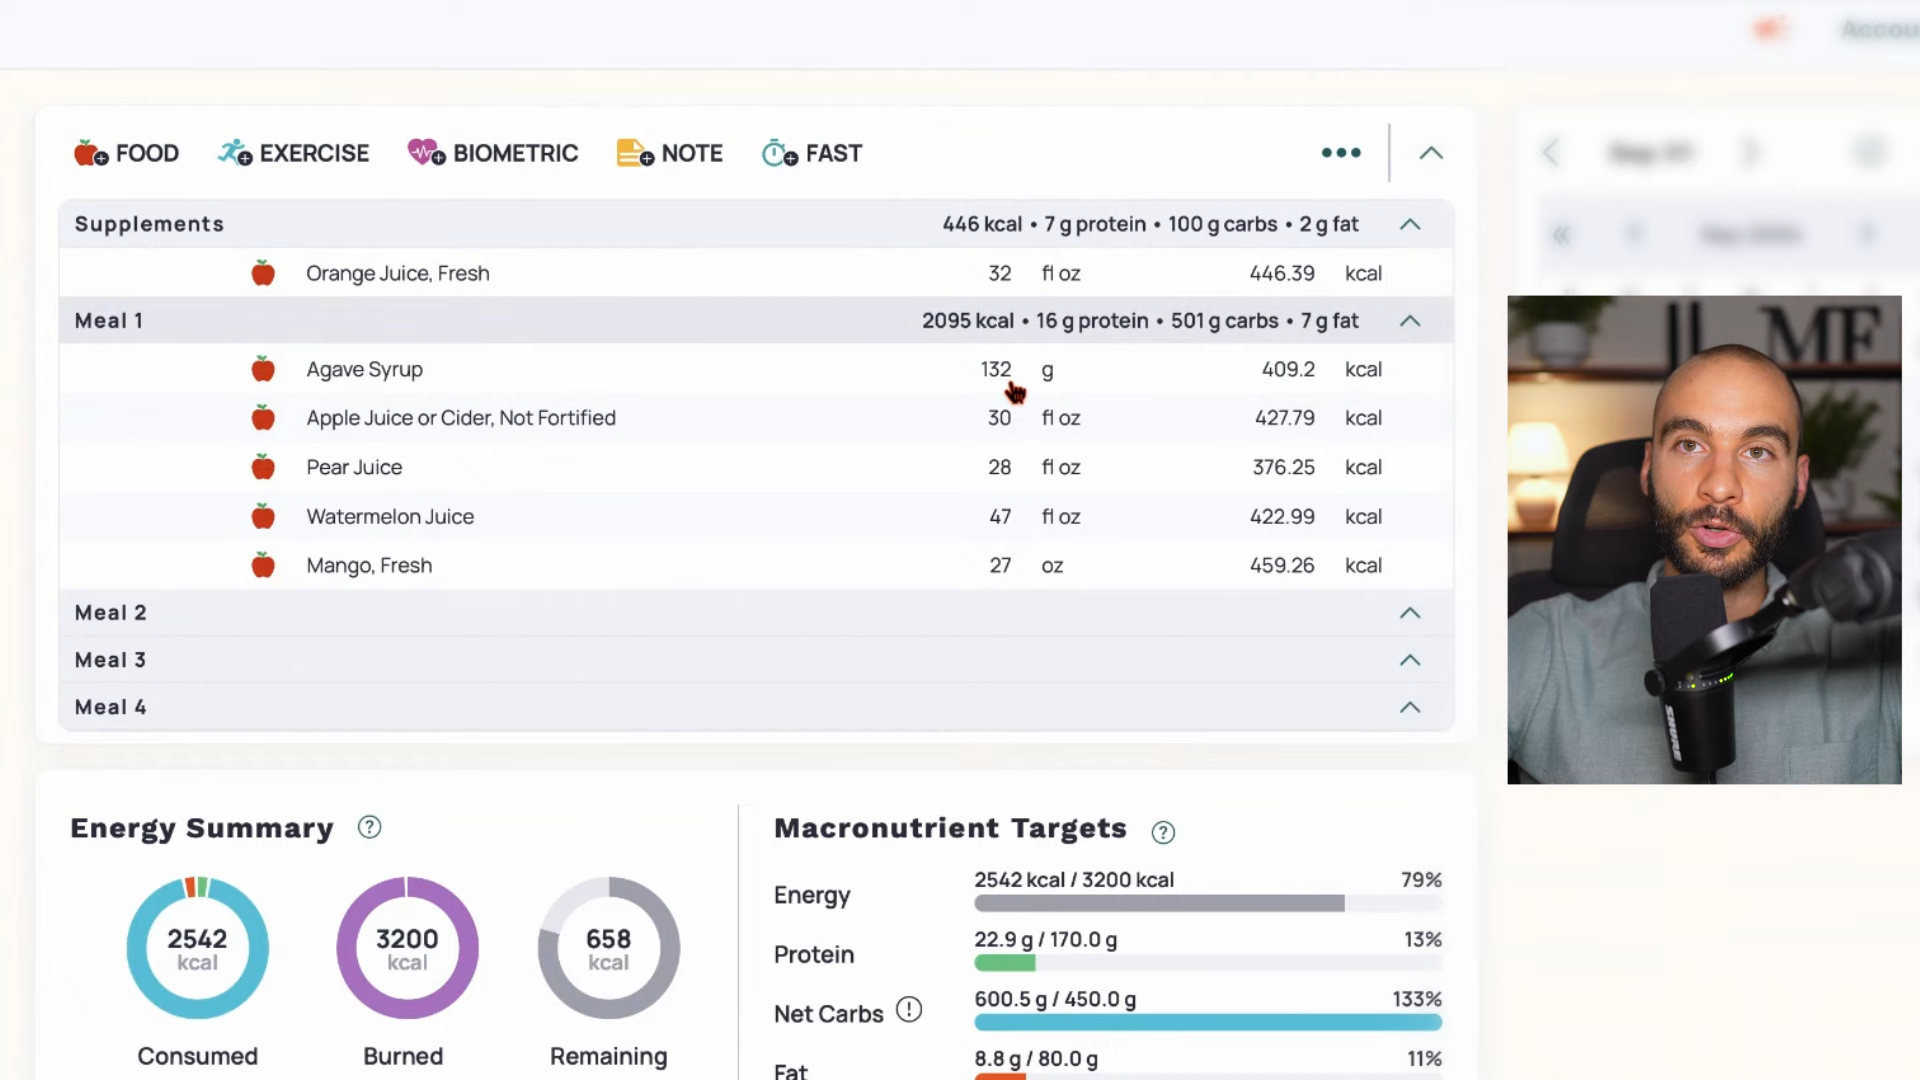 FOOD EXERCISE BIOMETRIC NOTE FAST
Supplements 446 kcal • 7 g protein • 100 g carbs • 2 g fat
Orange Juice, Fresh 32 fl oz 446.39 kcal
Meal 1 2095 kcal • 16 g protein • 501 g carbs • 7 g fat
Agave Syrup 132 g 409.2 kcal
Apple Juice or Cider, Not Fortified 30 fl oz 427.79 kcal
Pear Juice 28 fl oz 376.25 kcal
Watermelon Juice 47 fl oz 422.99 kcal
Mango, Fresh 27 oz 459.26 kcal
Meal 2
Meal 3
Meal 4
MF
SHURE
Energy Summary ?
2542 kcal
3200 kcal
658 kcal
Consumed Burned Remaining
Macronutrient Targets ?
Energy 2542 kcal / 3200 kcal 79%
Protein 22.9 g / 170.0 g 13%
Net Carbs 600.5 g / 450.0 g 133%
Fat 8.8 g / 80.0 g 11%